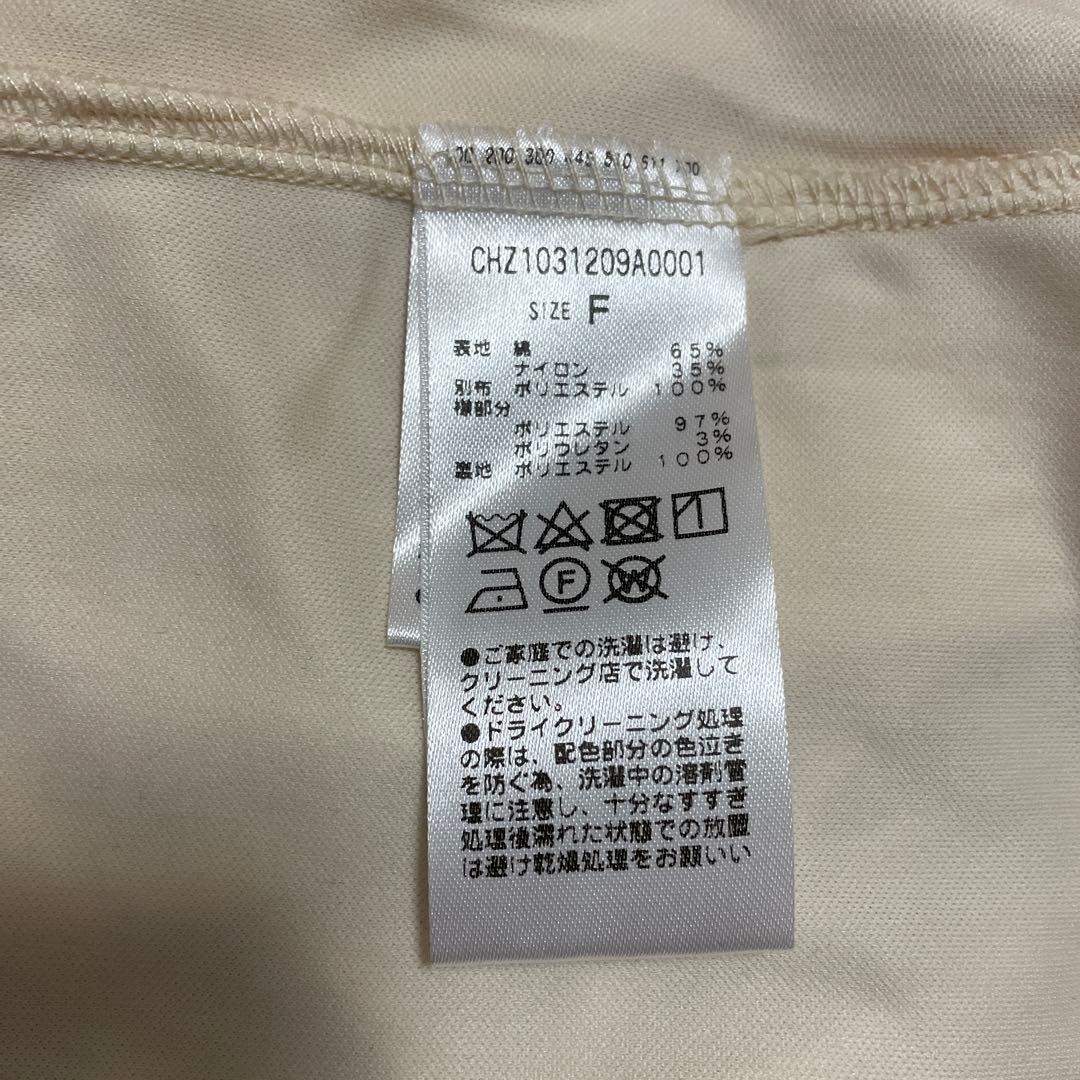 200 300
CHZ1031209A0001
SIZE F
表地 綿 65%
ナイロン 35%
別布 ポリエステル 100%
様部分
ポリエステル 97%
ポリウレタン 3%
裏地 ポリエステル 100%
F
W
●ご家庭での洗濯は避け、
クリーニング店で洗濯して
ください。
●ドライクリーニング処理
の際は、配色部分の色泣き
を防ぐ為、洗濯中の溶剤管
理に注意し、十分なすすぎ
処理後濡れた状態での放置
は避け乾燥処理をお願いい